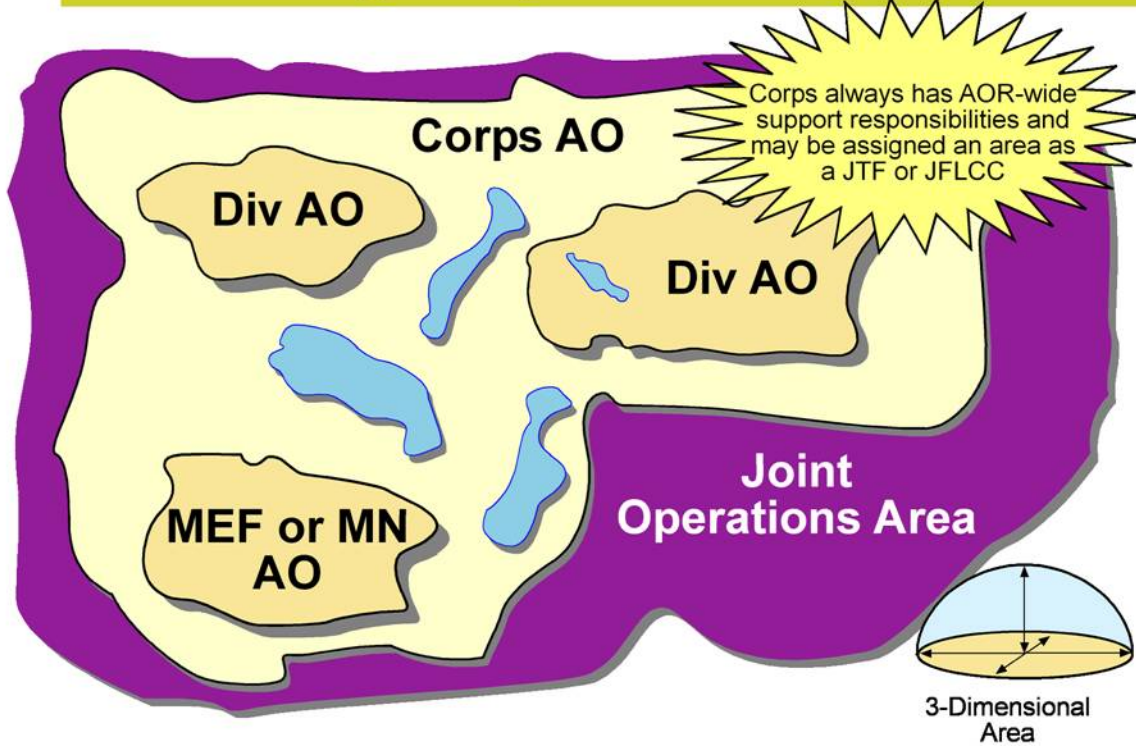 Corps always has AOR-wide
support responsibilities and
may be assigned an area as
a JTF or JFLCC
Corps AO
Div AO
Div AO
MEF or MN
AO
Joint
Operations Area
3-Dimensional
Area